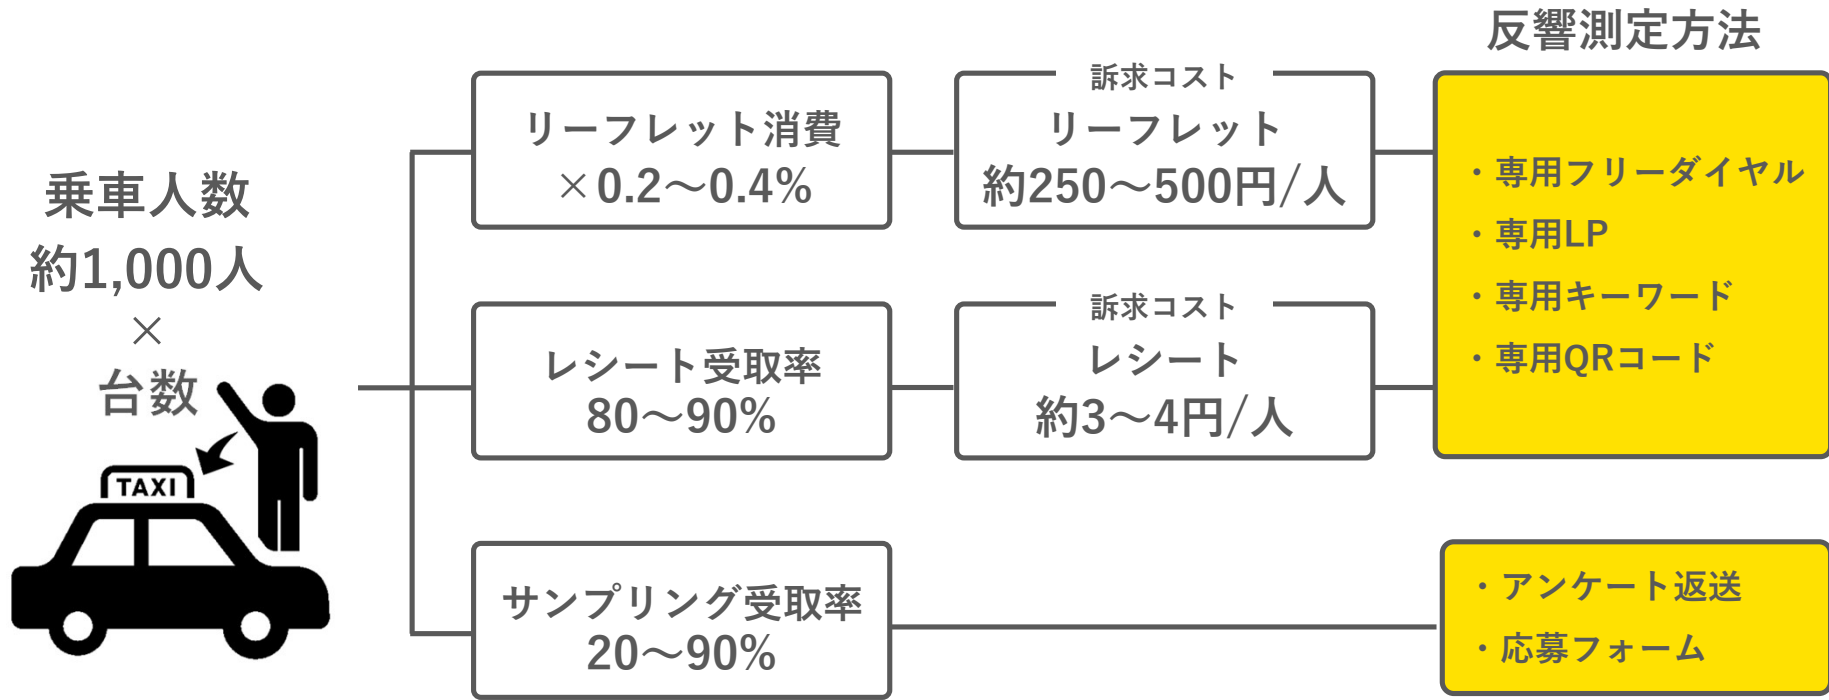 反響測定方法
乗車人数
約1,000人
×
台数
TAXI
リーフレット消費
×0.2～0.4%
訴求コスト
リーフレット
約250～500円/人
レシート受取率
80～90%
訴求コスト
レシート
約3～4円/人
・専用フリーダイヤル
・専用LP
・専用キーワード
・専用QRコード
サンプリング受取率
20～90%
・アンケート返送
・応募フォーム